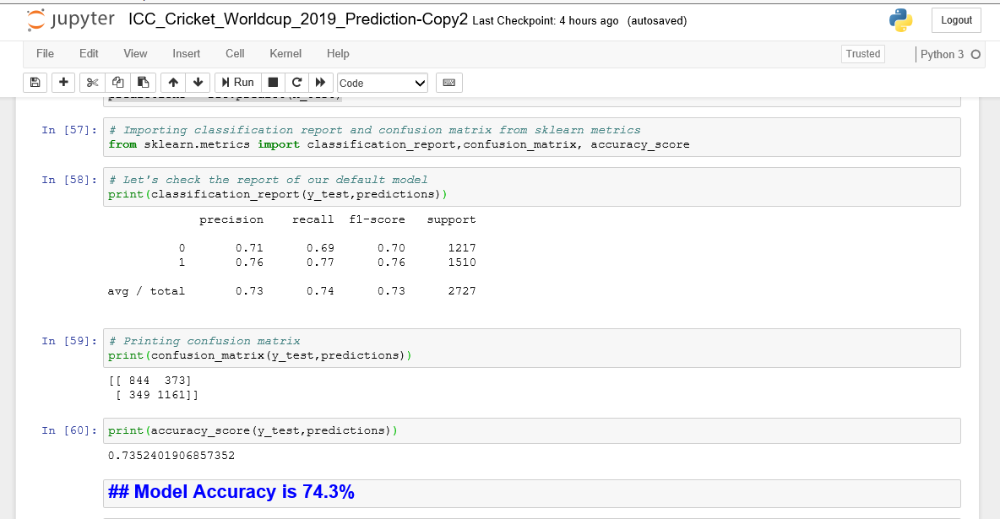 jupyter ICC_Cricket_Worldcup_2019_Prediction-Copy2 Last Checkpoint: 4 hours ago (autosaved)
Logout
File Edit View Insert Cell Kernel Help
Trusted Python 3
Run Code
In [57]: # Importing classification report and confusion matrix from sklearn metrics
from sklearn.metrics import classification_report,confusion_matrix, accuracy_score
In [58]: # Let's check the report of our default model
print(classification_report(y_test,predictions))
precision recall f1-score support
0 0.71 0.69 0.70 1217
1 0.76 0.77 0.76 1510
avg / total 0.73 0.74 0.73 2727
In [59]: # Printing confusion matrix
print(confusion_matrix(y_test,predictions))
[[ 844 373]
[ 349 1161]]
In [60]: print(accuracy_score(y_test,predictions))
0.7352401906857352
## Model Accuracy is 74.3%